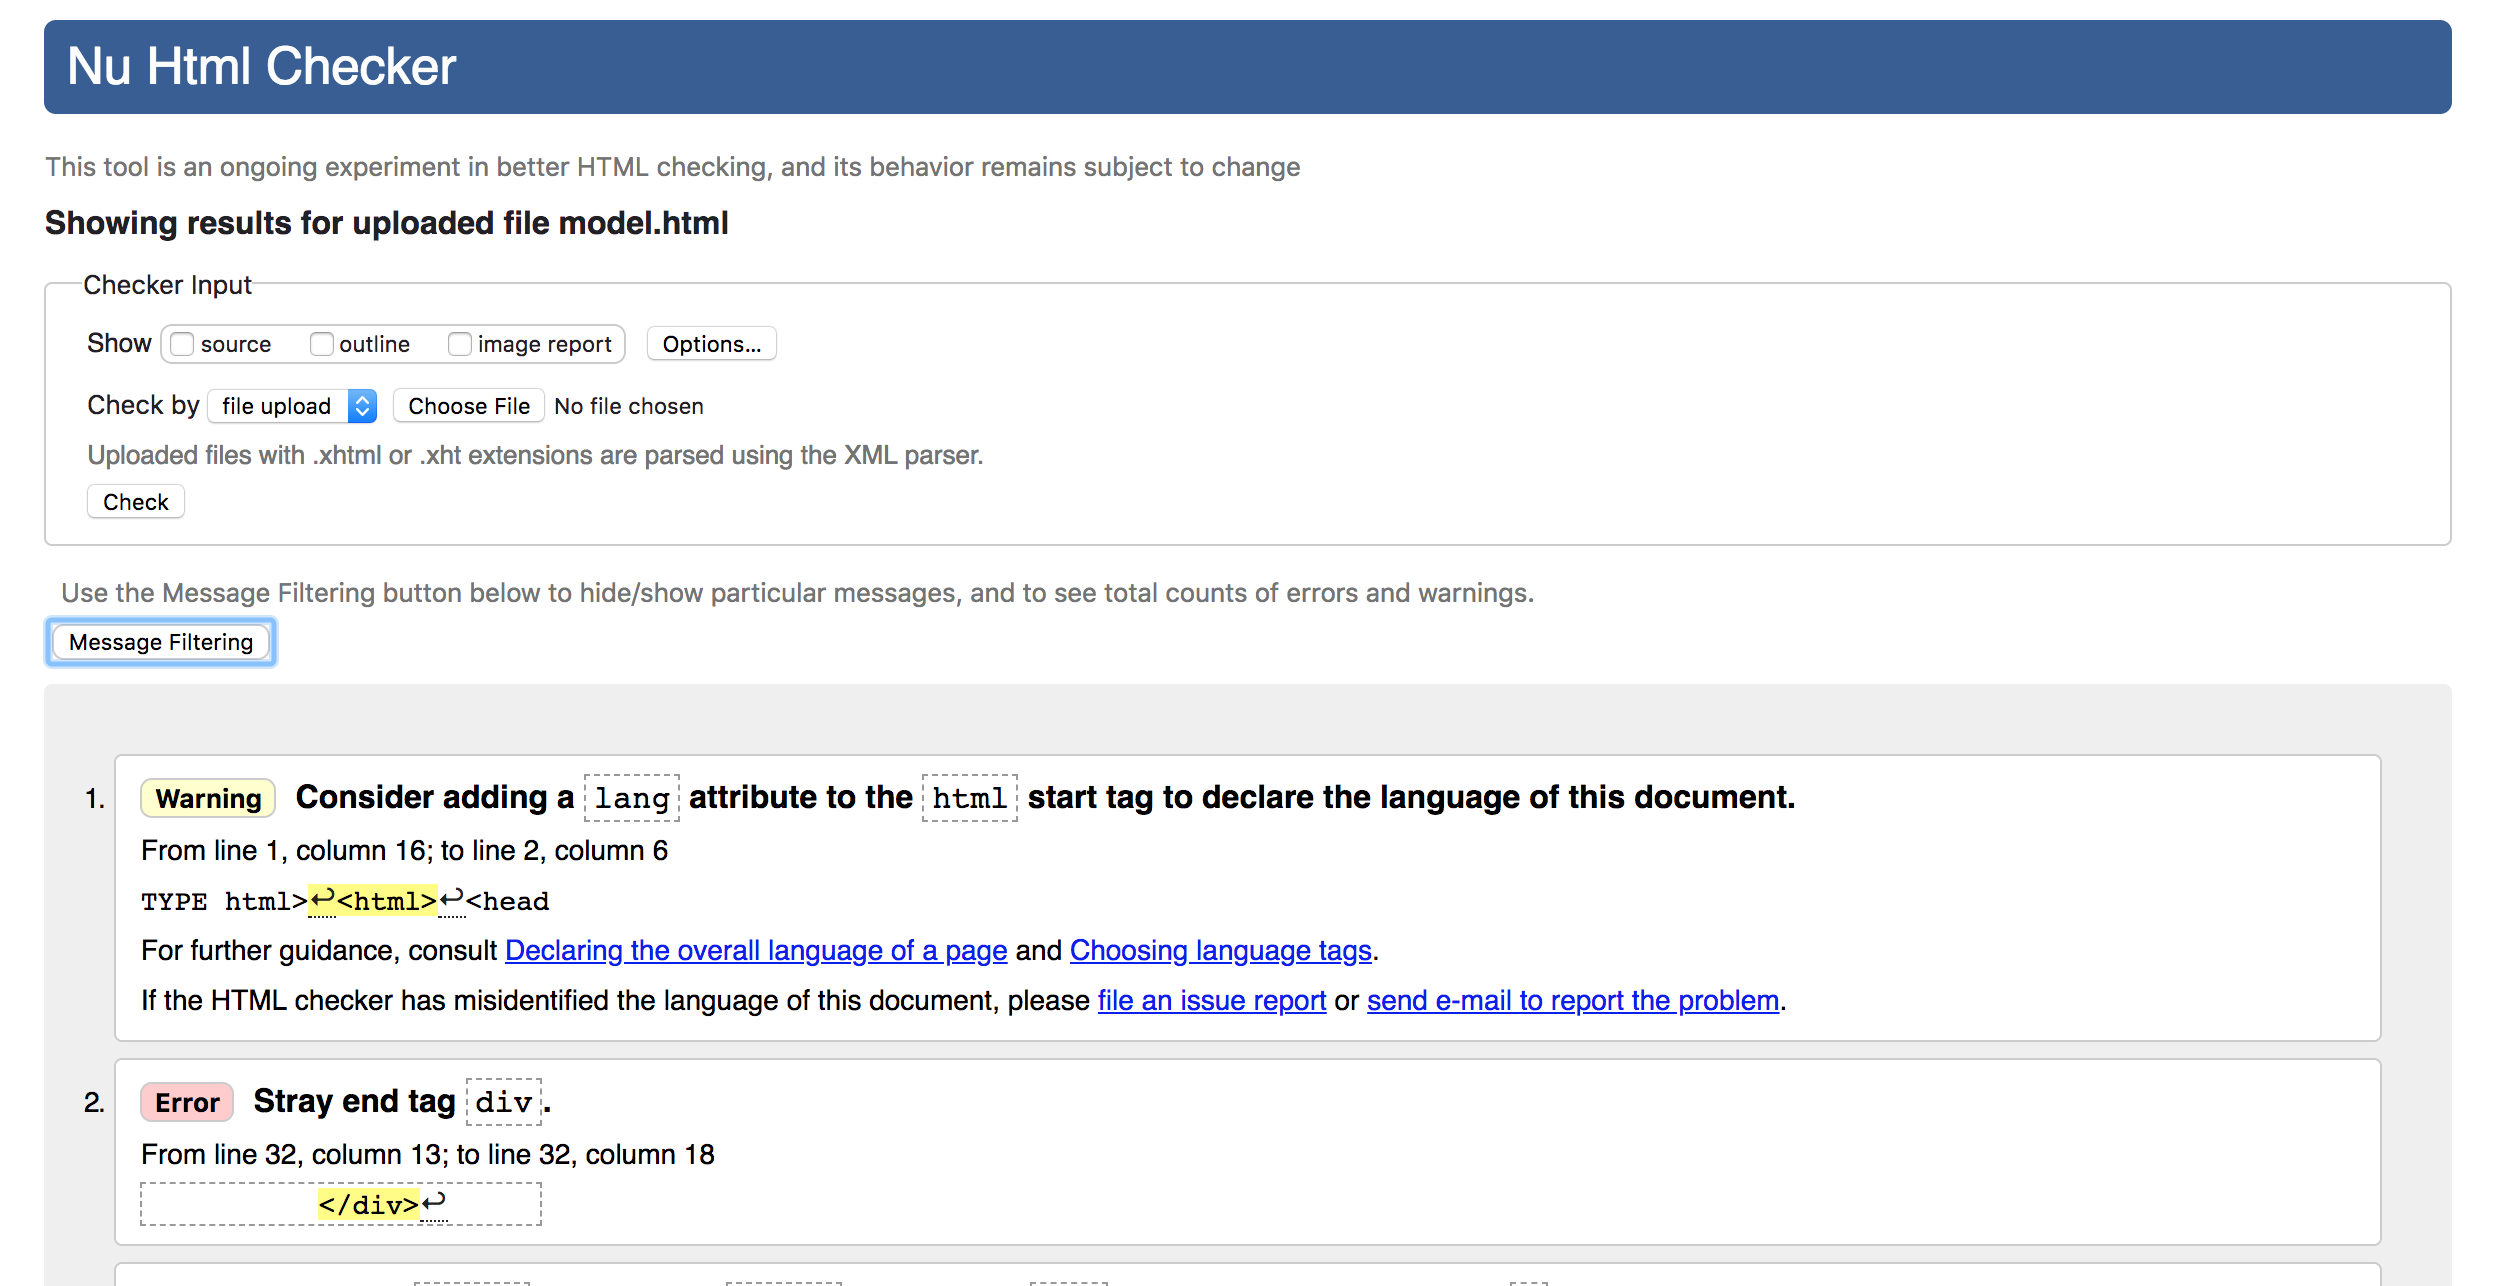 Nu Html Checker
This tool is an ongoing experiment in better HTML checking, and its behavior remains subject to change
Showing results for uploaded file model.html
Checker Input
Show source outline image report Options...
Check by file upload Choose File No file chosen
Uploaded files with .xhtml or .xht extensions are parsed using the XML parser.
Check
Use the Message Filtering button below to hide/show particular messages, and to see total counts of errors and warnings.
Message Filtering
1. Warning Consider adding a lang attribute to the html start tag to declare the language of this document.
From line 1, column 16; to line 2, column 6
TYPE html>↩<html>↩<head
For further guidance, consult Declaring the overall language of a page and Choosing language tags.
If the HTML checker has misidentified the language of this document, please file an issue report or send e-mail to report the problem.
2. Error Stray end tag div.
From line 32, column 13; to line 32, column 18
</div>↩